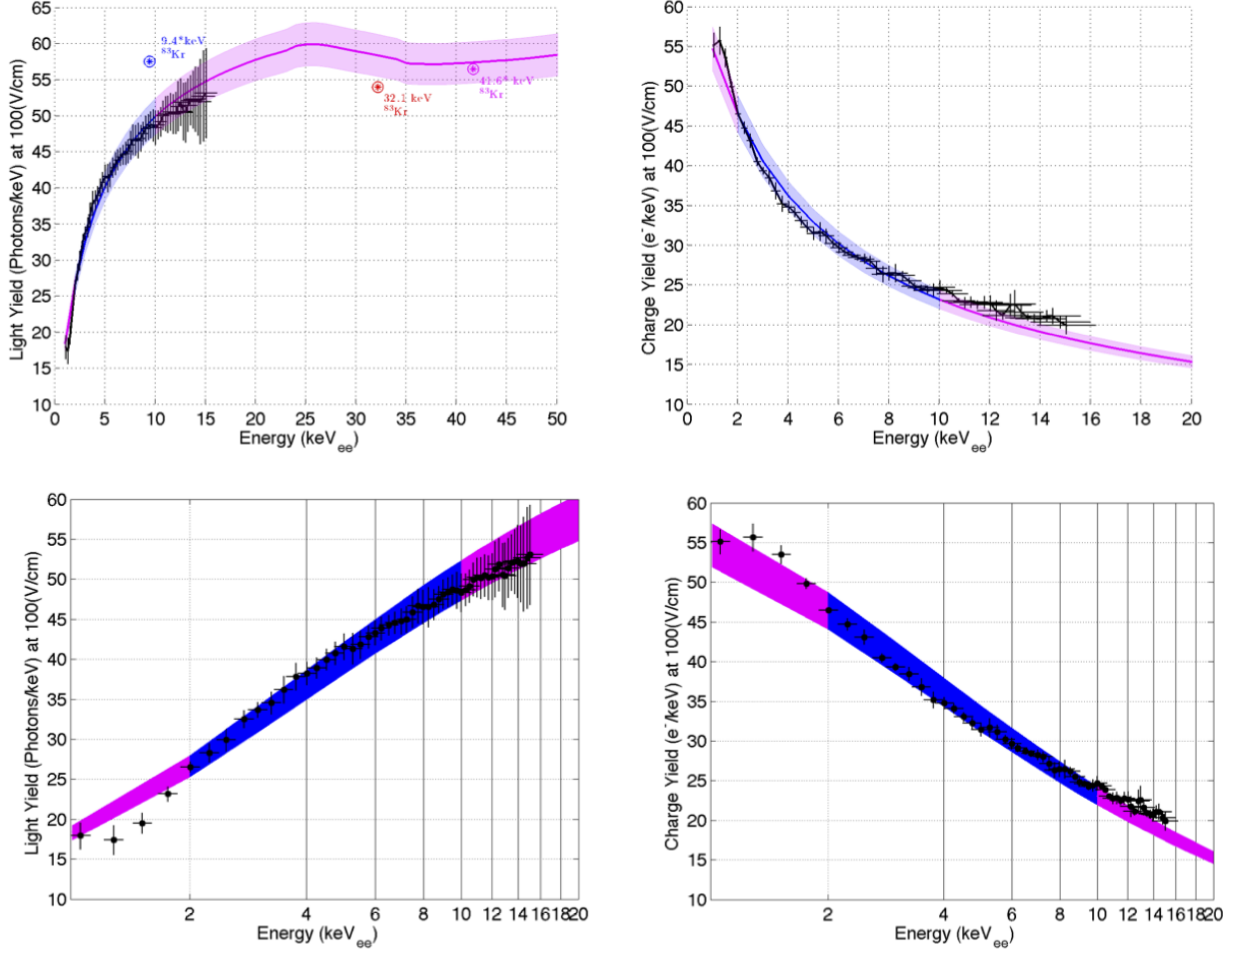 Light Yield (Photons/keV) at 100(V/cm)
65
60
55
50
45
40
35
30
25
20
15
10
0 5 10 15 20 25 30 35 40 45 50
Energy (keVee)
9.4*keV
83Kr
32.1 keV
83Kr
41.6* keV
83Kr
Charge Yield (e-/keV) at 100(V/cm)
60
55
50
45
40
35
30
25
20
15
10
0 2 4 6 8 10 12 14 16 18 20
Energy (keVee)
Light Yield (Photons/keV) at 100(V/cm)
60
55
50
45
40
35
30
25
20
15
10
2 4 6 8 10 12 14 16 18 20
Energy (keVee)
Charge Yield (e-/keV) at 100(V/cm)
60
55
50
45
40
35
30
25
20
15
10
2 4 6 8 10 12 14 16 18 20
Energy (keVee)